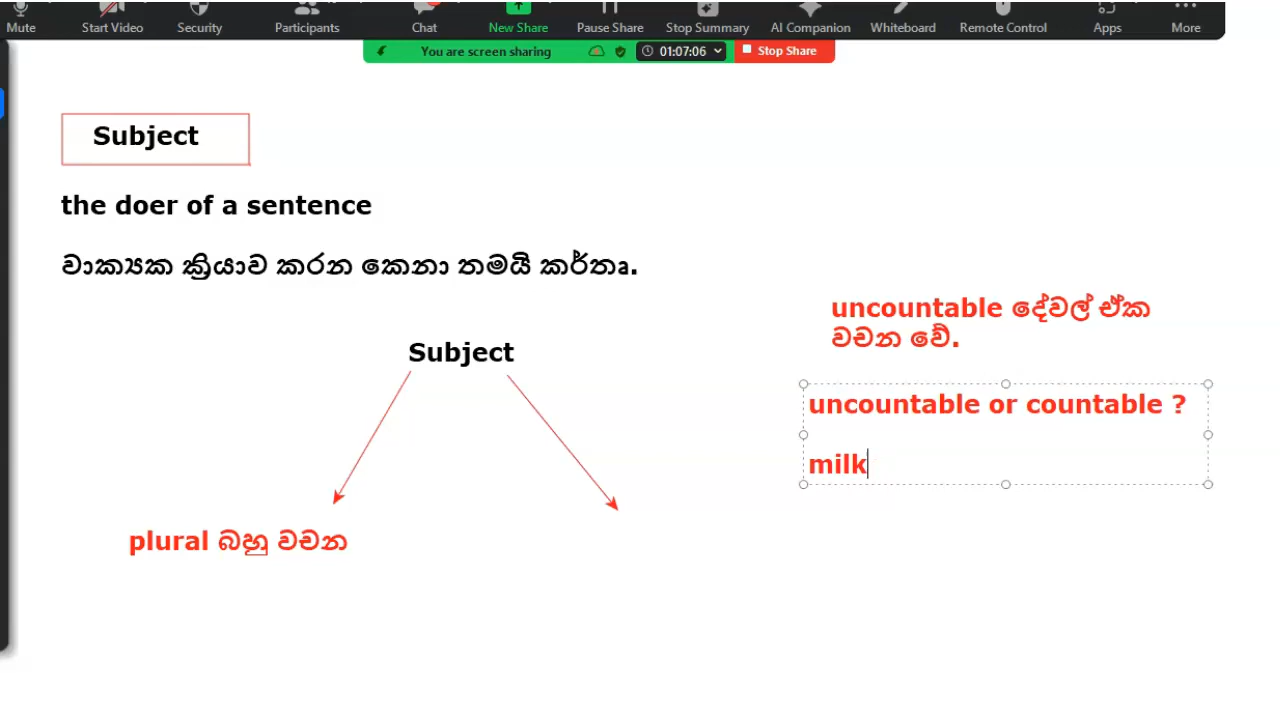 Mute Start Video Security Participants Chat New Share Pause Share Stop Summary AI Companion Whiteboard Remote Control Apps More
You are screen sharing 01:07:06 Stop Share
Subject
the doer of a sentence
වාක්‍යක ක්‍රියාව කරන කෙනා තමයි කර්තෘ.
uncountable දේවල් ඒක
වචන වේ.
Subject
uncountable or countable ?
milk
plural බහු වචන